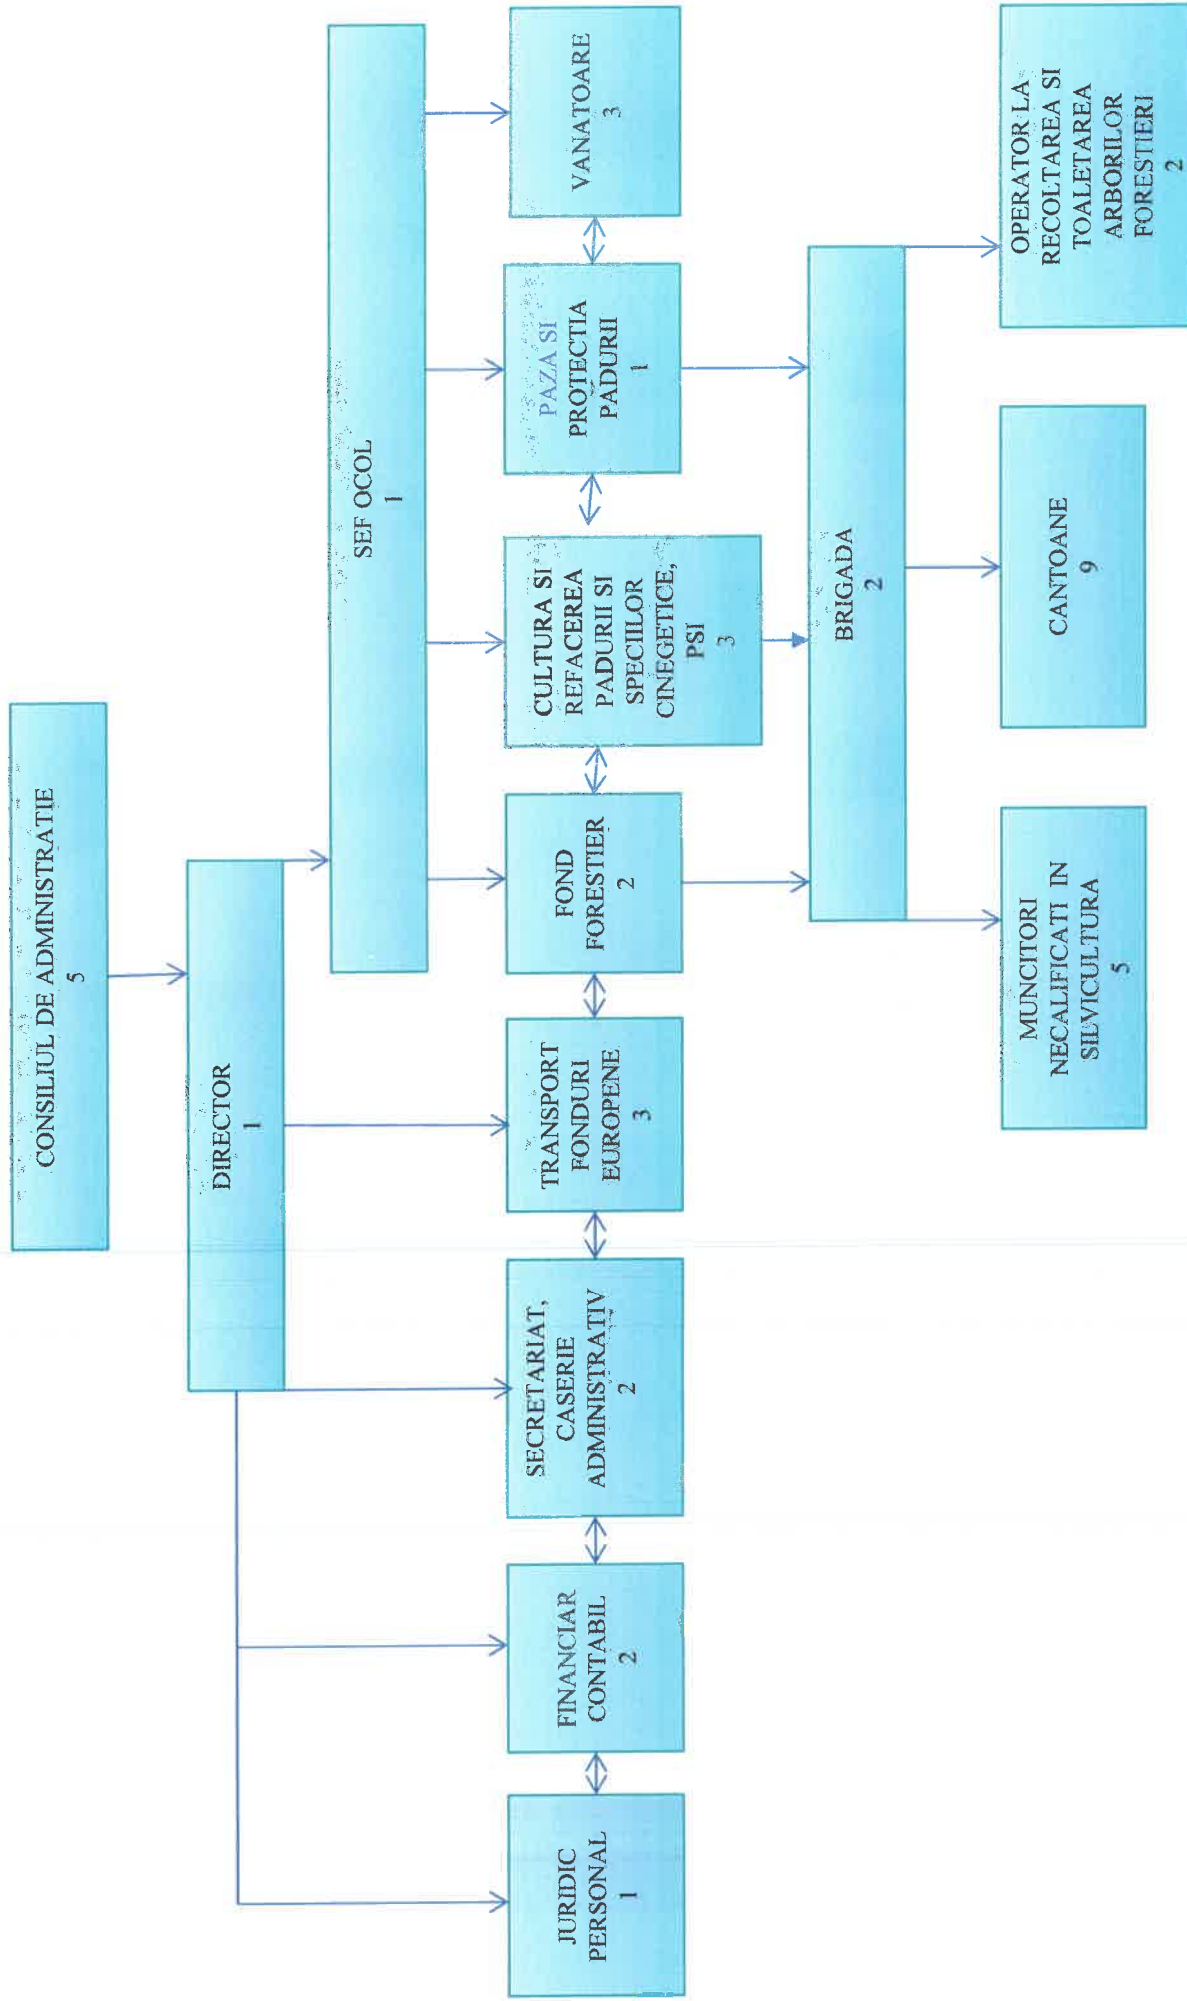 CONSILIUL DE ADMINISTRATIE
5
DIRECTOR
1
SEF OCOL
1
JURIDIC
PERSONAL
1
FINANCIAR
CONTABIL
2
SECRETARIAT,
CASERIE
ADMINISTRATIV
2
TRANSPORT
FONDURI
EUROPENE
3
FOND
FORESTIER
2
CULTURA SI
REFACEREA
PADURII SI
SPECIILOR
CINEGETICE,
PSI
3
PAZA SI
PROTECTIA
PADURII
1
VANATOARE
3
BRIGADA
2
MUNCITORI
NECALIFICATI IN
SILVICULTURA
5
CANTOANE
9
OPERATOR LA
RECOLTAREA SI
TOALETAREA
ARBORILOR
FORESTIERI
2